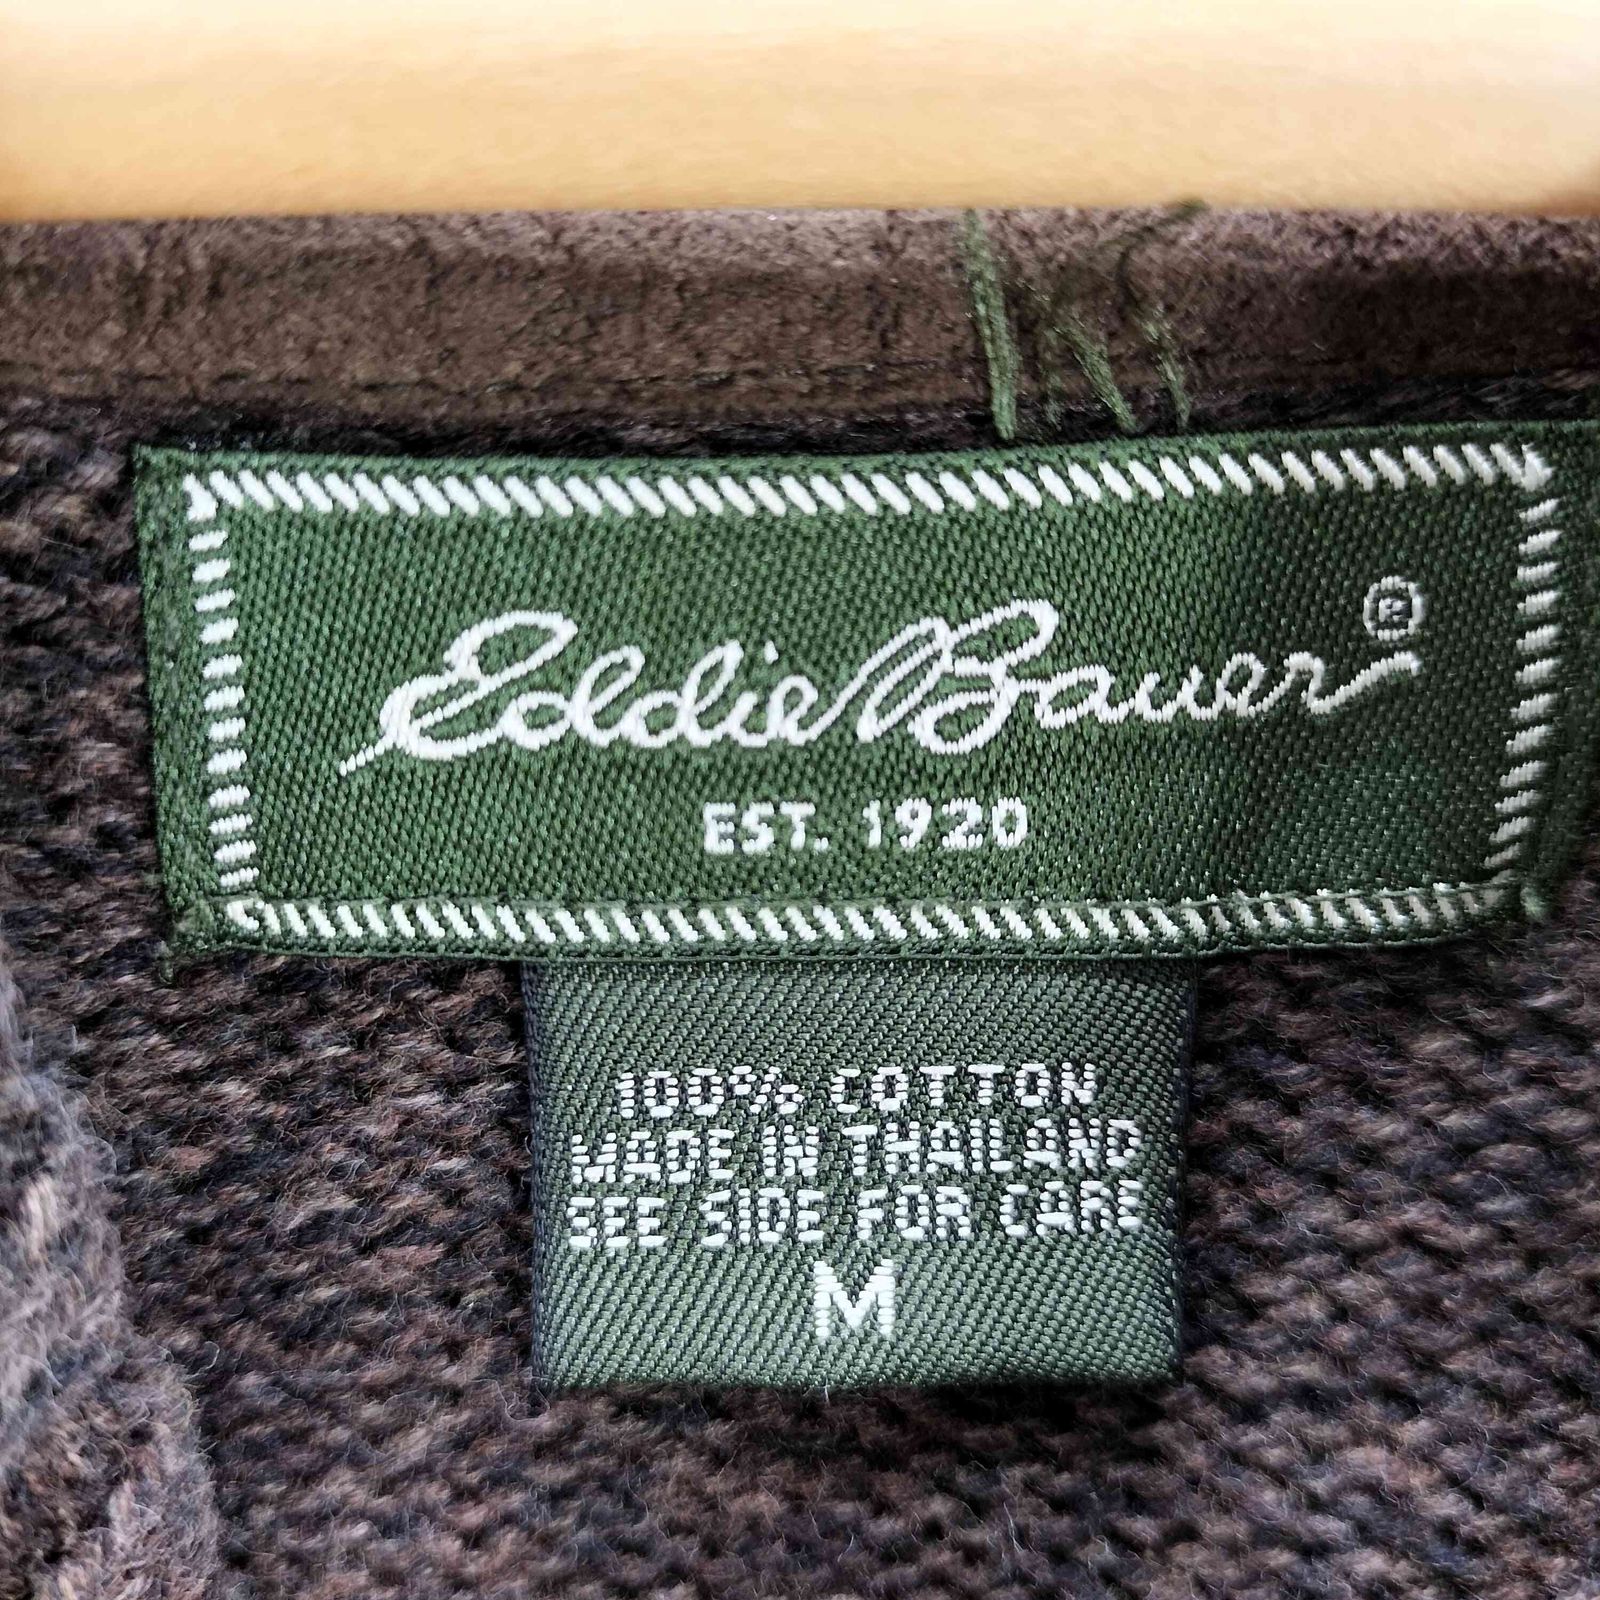 Eddie Bauer®
EST. 1920
100% COTTON
MADE IN THAILAND
SEE SIDE FOR CARE
M